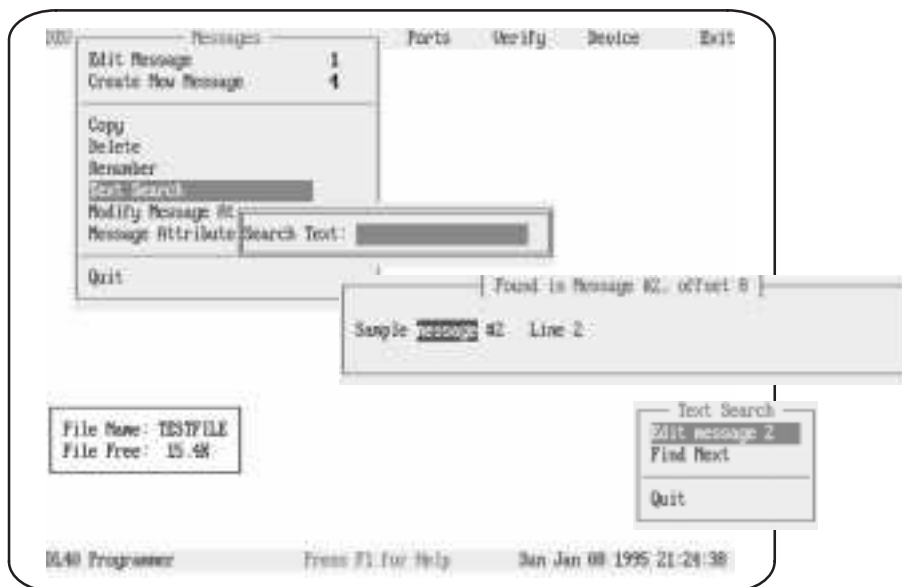 Messages Ports Verify Device Exit
Edit Message 1
Create New Message 4
Copy
Delete
Renumber
Text Search
Modify Message At
Message Attribute
Search Text:
Quit
Found in Message #2, offset 8
Sample message #2 Line 2
File Name: TESTFILE
File Free: 15.4K
Text Search
Edit message 2
Find Next
Quit
Programmer Press F1 for Help Sun Jan 08 1995 21:24:38